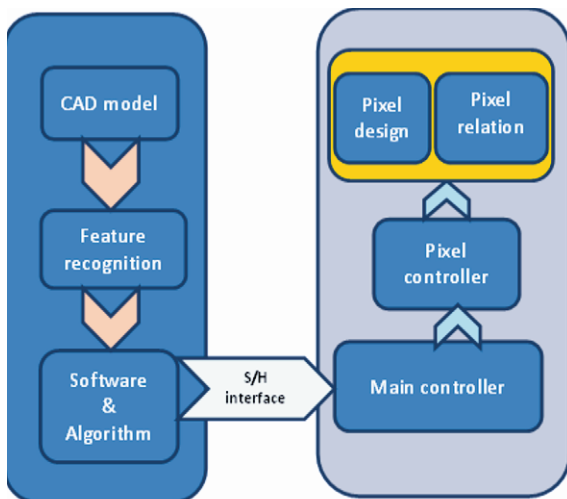 CAD model
Feature
recognition
Software
&
Algorithm
S/H
interface
Main controller
Pixel
controller
Pixel
design
Pixel
relation